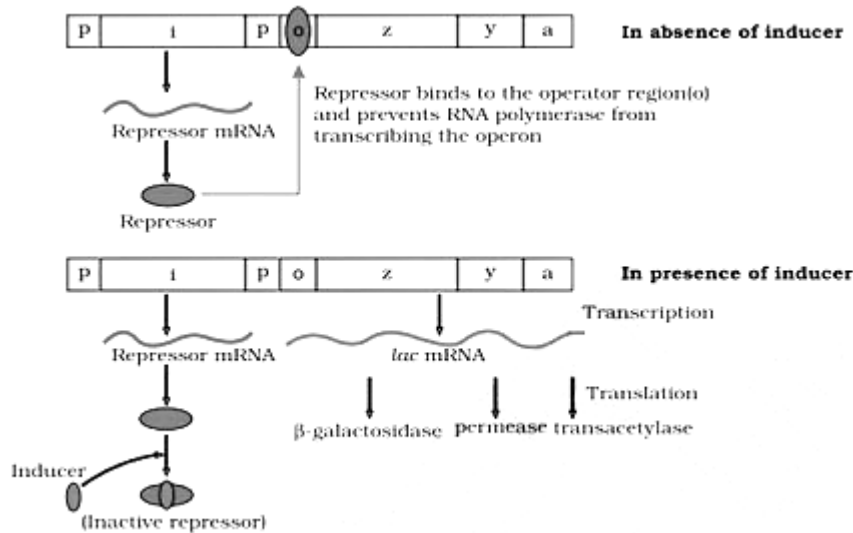 p i p o z y a In absence of inducer
Repressor binds to the operator region(o)
and prevents RNA polymerase from
transcribing the operon
Repressor mRNA
Repressor
p i p o z y a In presence of inducer
Transcription
Repressor mRNA lac mRNA
Translation
β-galactosidase permease transacetylase
Inducer
(Inactive repressor)